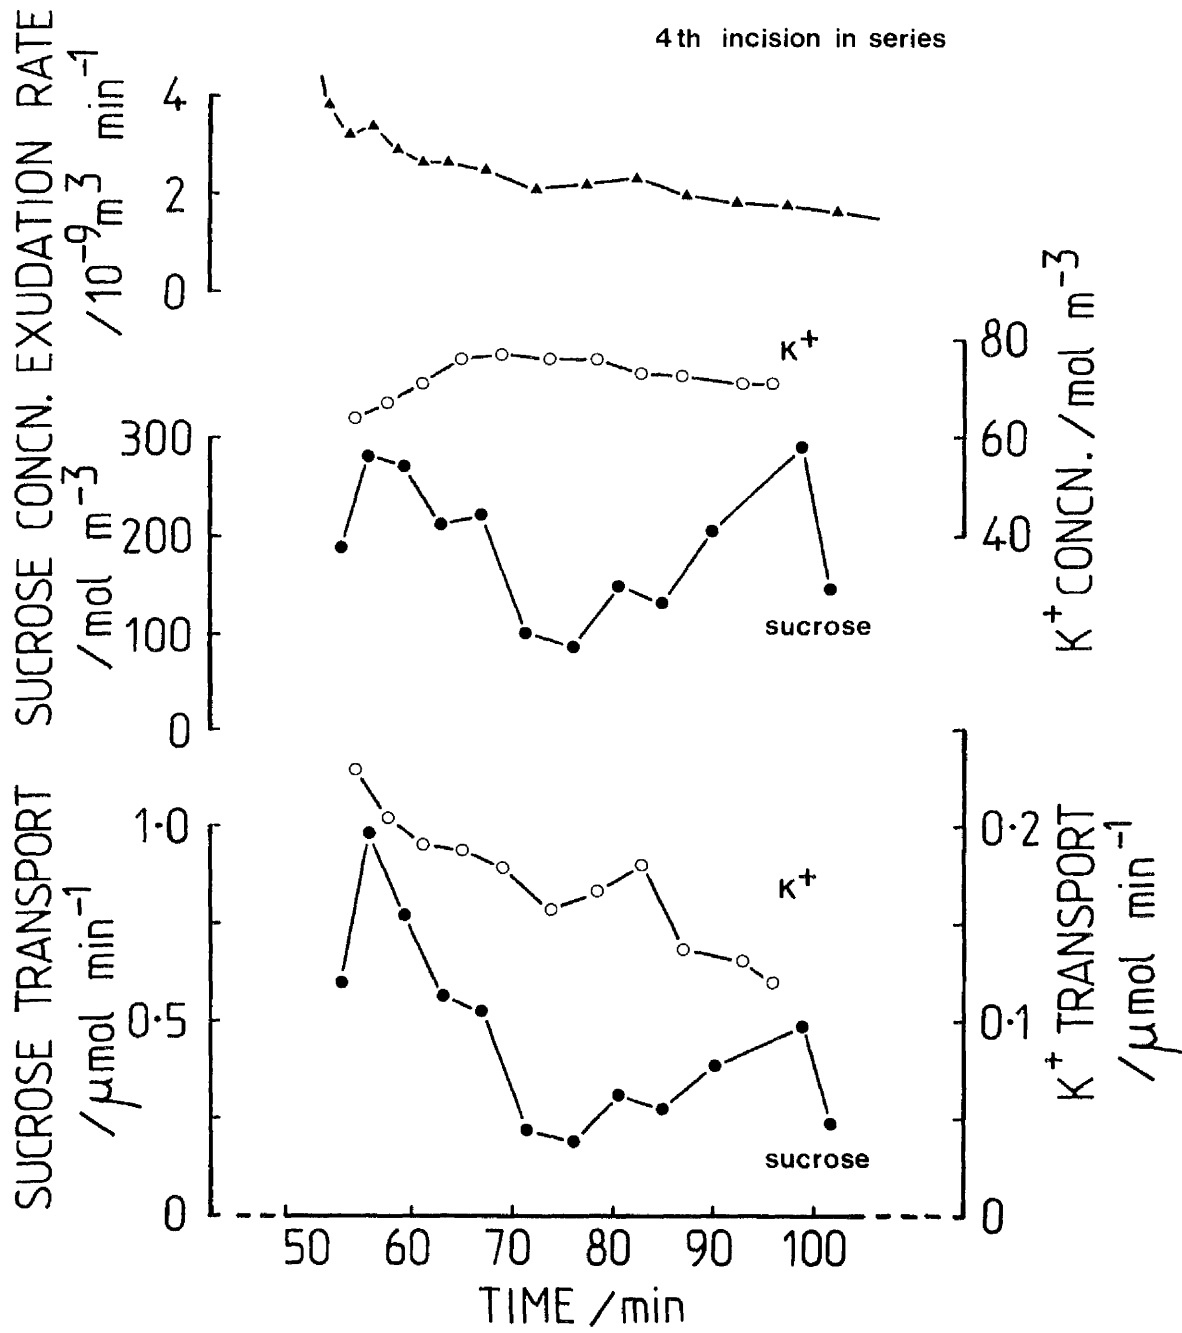 4th incision in series
EXUDATION RATE
/10⁻⁹m³ min⁻¹
4
2
0
SUCROSE CONCN.
/mol m⁻³
300
200
100
0
K⁺
sucrose
80
60
40
K⁺ CONCN. /mol m⁻³
SUCROSE TRANSPORT
/µmol min⁻¹
1·0
0·5
0
K⁺
sucrose
0·2
0·1
0
K⁺ TRANSPORT
/µmol min⁻¹
50 60 70 80 90 100
TIME /min